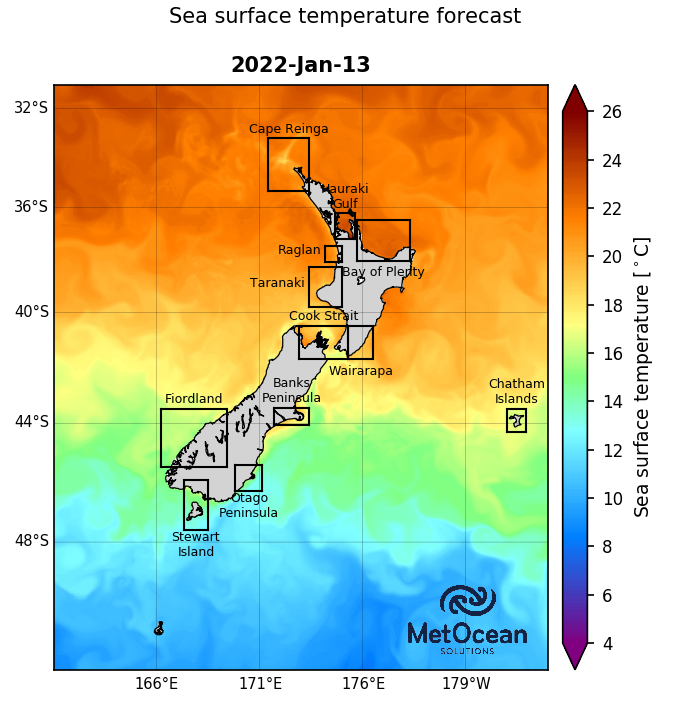 Sea surface temperature forecast
2022-Jan-13
32°S
36°S
40°S
44°S
48°S
Cape Reinga
Hauraki
Gulf
Raglan
Bay of Plenty
Taranaki
Cook Strait
Wairarapa
Banks
Peninsula
Fiordland
Chatham
Islands
Otago
Peninsula
Stewart
Island
MetOcean
SOLUTIONS
166°E
171°E
176°E
179°W
26
24
22
20
18
16
14
12
10
8
6
4
Sea surface temperature [°C]